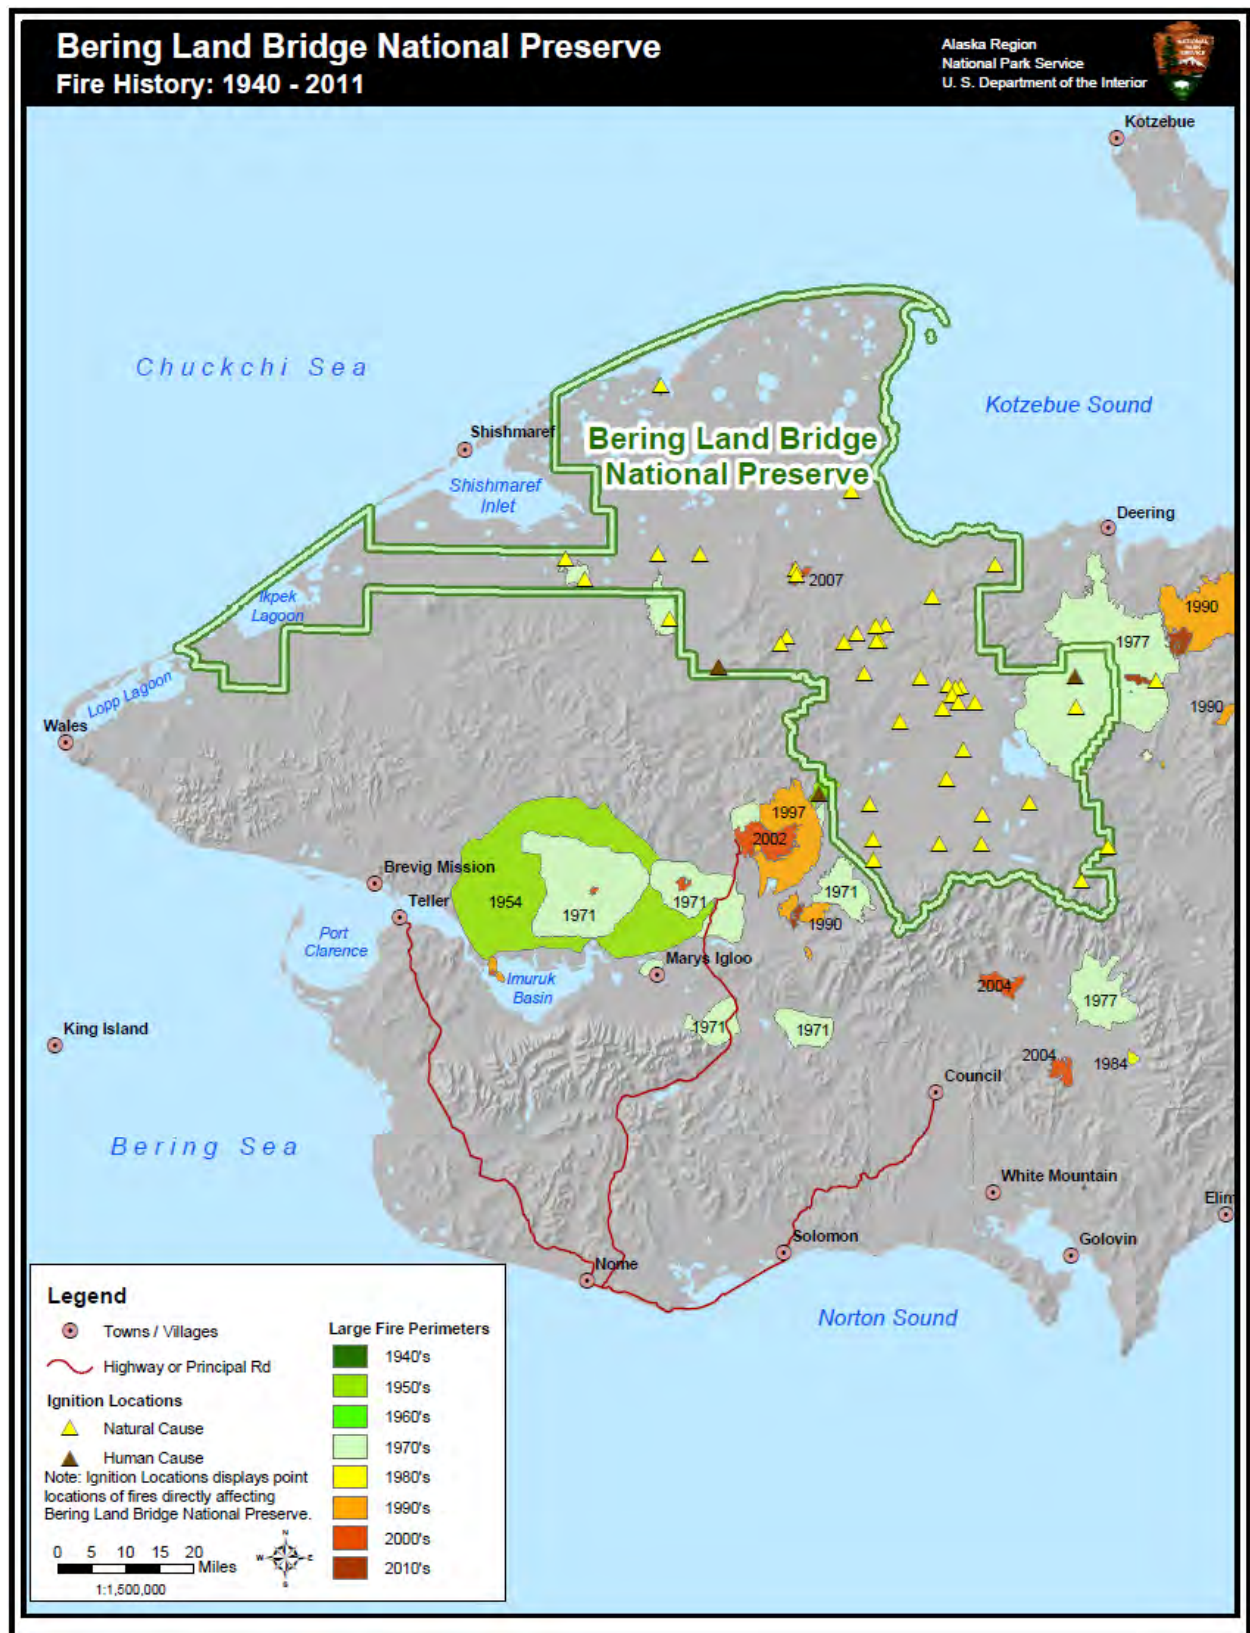 Bering Land Bridge National Preserve
Fire History: 1940 - 2011
Alaska Region
National Park Service
U. S. Department of the Interior
NATIONAL
PARK
SERVICE
Kotzebue
Chuckchi Sea
Kotzebue Sound
Shishmaref
Bering Land Bridge
National Preserve
Shishmaref
Inlet
Deering
2007
Ikpek
Lagoon
1990
1977
Lopp Lagoon
1990
Wales
1997
2002
Brevig Mission
1971
Teller
1954
1971
1971
1990
Port
Clarence
Marys Igloo
Imuruk
Basin
2004
1977
King Island
1971
1971
2004
1984
Council
Bering Sea
White Mountain
Elim
Solomon
Golovin
Nome
Norton Sound
Legend
Towns / Villages
Highway or Principal Rd
Ignition Locations
Natural Cause
Human Cause
Note: Ignition Locations displays point
locations of fires directly affecting
Bering Land Bridge National Preserve.
0 5 10 15 20
Miles
1:1,500,000
N
W E
S
Large Fire Perimeters
1940's
1950's
1960's
1970's
1980's
1990's
2000's
2010's